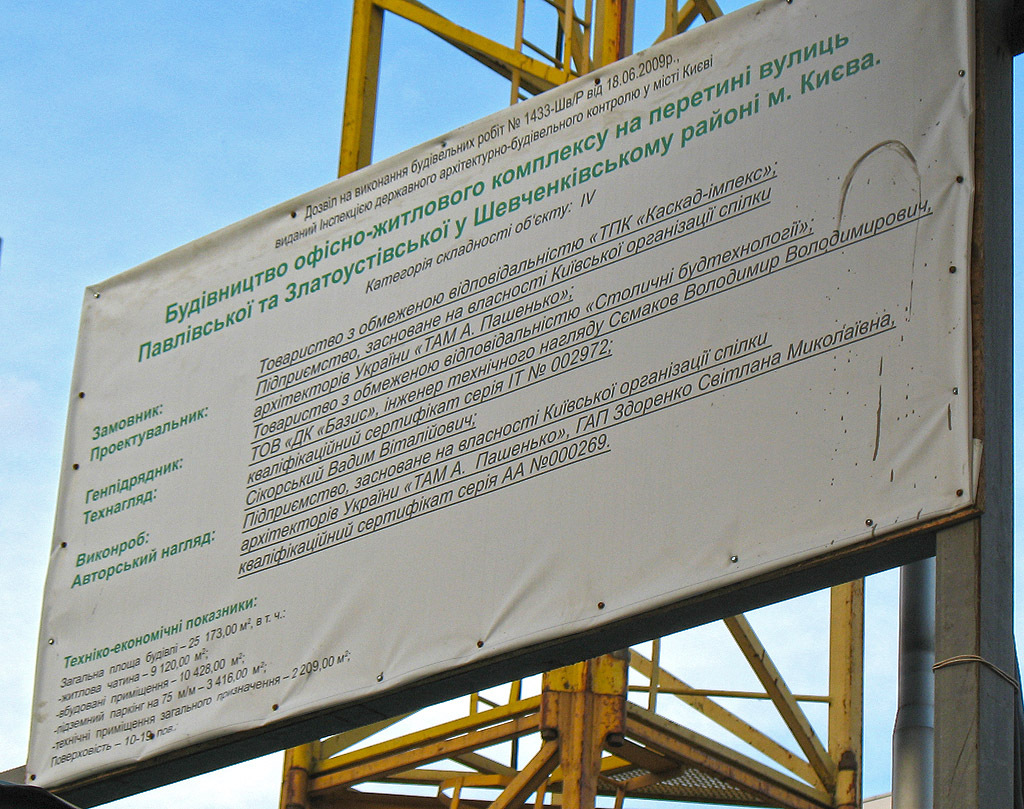 Дозвіл на виконання будівельних робіт № 1433-Шв/Р від 18.06.2009р.,
виданий Інспекцією державного архітектурно-будівельного контролю у місті Києві
Будівництво офісно-житлового комплексу на перетині вулиць
Павлівської та Златоустівської у Шевченківському районі м. Києва.
Категорія складності об'єкту: IV
Замовник: Товариство з обмеженою відповідальністю «ТПК «Каскад-імпекс»;
Проектувальник: Підприємство, засноване на власності Київської організації спілки
архітекторів України «ТАМ А. Пашенько»;
Генпідрядник: Товариство з обмеженою відповідальністю «Столичні будтехнології»;
Технагляд: ТОВ «ДК «Базис», інженер технічного нагляду Сємаков Володимир Володимирович,
кваліфікаційний сертифікат серія ІТ № 002972;
Виконроб: Сікорський Вадим Віталійович;
Авторський нагляд: Підприємство, засноване на власності Київської організації спілки
архітекторів України «ТАМ А. Пашенько», ГАП Здоренко Світлана Миколаївна,
кваліфікаційний сертифікат серія АА №000269.
Техніко-економічні показники:
Загальна площа будівлі – 25 173,00 м², в т. ч.:
-житлова чатина – 9 120,00 м²;
-вбудовані приміщення – 10 428,00 м²;
-підземний паркінг на 75 м/м – 3 416,00 м²;
-технічні приміщення загального призначення – 2 209,00 м²;
Поверховість – 10-19 пов.